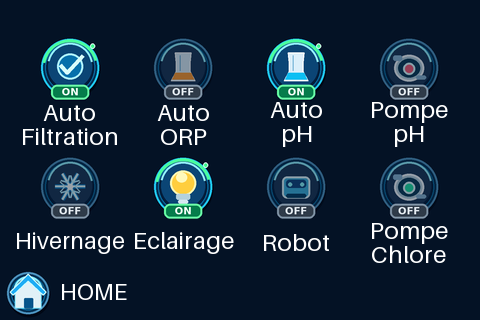 ON
OFF
ON
OFF
Auto
Filtration
Auto
ORP
Auto
pH
Pompe
pH
OFF
ON
OFF
OFF
Hivernage
Eclairage
Robot
Pompe
Chlore
HOME